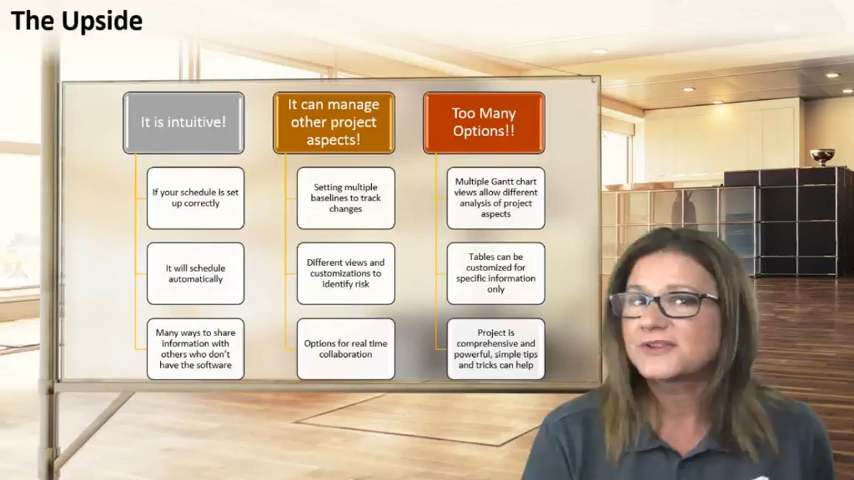 The Upside
It is intuitive!
If your schedule is set
up correctly
It will schedule
automatically
Many ways to share
information with
others who don't
have the software
It can manage
other project
aspects!
Setting multiple
baselines to track
changes
Different views and
customizations to
identify risk
Options for real time
collaboration
Too Many
Options!!
Multiple Gantt chart
views allow different
analysis of project
aspects
Tables can be
customized for
specific information
only
Project is
comprehensive and
powerful, simple tips
and tricks can help